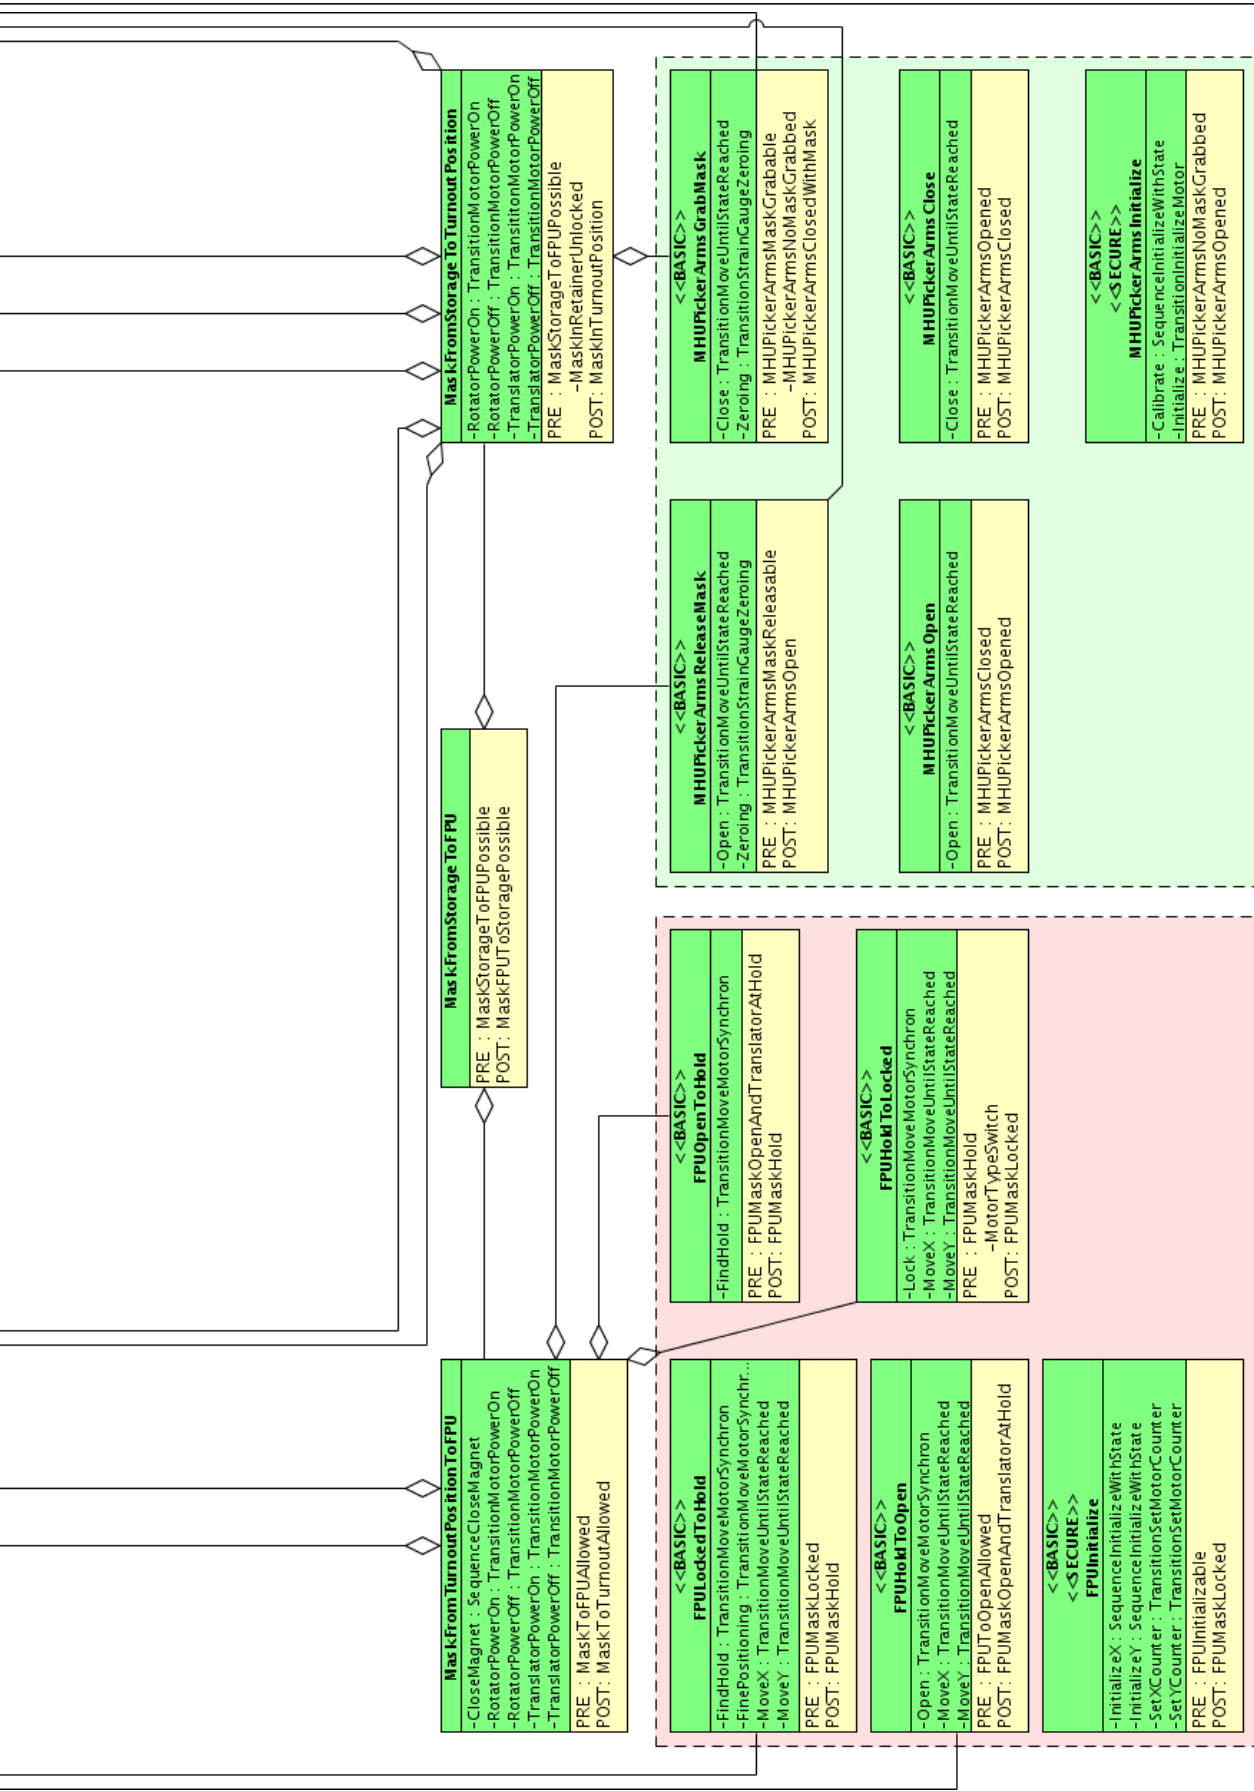 MaskFromTurnoutPositionToFPU
-CloseMagnet : SequenceCloseMagnet
-RotatorPowerOn : TransitionMotorPowerOn
-RotatorPowerOff : TransitionMotorPowerOff
-TranslatorPowerOn : TransitionMotorPowerOn
-TranslatorPowerOff : TransitionMotorPowerOff
PRE : MaskToFPUAllowed
POST: MaskToTurnoutAllowed
MaskFromStorageToFPU
PRE : MaskStorageToFPUPossible
POST: MaskFPUToStoragePossible
MaskFromStorageToTurnoutPosition
-RotatorPowerOn : TransitionMotorPowerOn
-RotatorPowerOff : TransitionMotorPowerOff
-TranslatorPowerOn : TransititonMotorPowerOn
-TranslatorPowerOff : TransitionMotorPowerOff
PRE : MaskStorageToFPUPossible
-MaskInRetainerUnlocked
POST: MaskInTurnoutPosition
<<BASIC>>
FPULockedToHold
-FindHold : TransitionMoveMotorSynchron
-FinePositioning : TransitionMoveMotorSynchr...
-MoveX : TransitionMoveUntilStateReached
-MoveY : TransitionMoveUntilStateReached
PRE : FPUMaskLocked
POST: FPUMaskHold
<<BASIC>>
FPUOpenToHold
-FindHold : TransitionMoveMotorSynchron
PRE : FPUMaskOpenAndTranslatorAtHold
POST: FPUMaskHold
<<BASIC>>
MHUPickerArmsReleaseMask
-Open : TransitionMoveUntilStateReached
-Zeroing : TransitionStrainGaugeZeroing
PRE : MHUPickerArmsMaskReleasable
POST: MHUPickerArmsOpen
<<BASIC>>
MHUPickerArmsGrabMask
-Close : TransitionMoveUntilStateReached
-Zeroing : TransitionStrainGaugeZeroing
PRE : MHUPickerArmsMaskGrabable
-MHUPickerArmsNoMaskGrabbed
POST: MHUPickerArmsClosedWithMask
<<BASIC>>
FPUHoldToOpen
-Open : TransitionMoveMotorSynchron
-MoveX : TransitionMoveUntilStateReached
-MoveY : TransitionMoveUntilStateReached
PRE : FPUToOpenAllowed
POST: FPUMaskOpenAndTranslatorAtHold
<<BASIC>>
FPUHoldToLocked
-Lock : TransitionMoveMotorSynchron
-MoveX : TransitionMoveUntilStateReached
-MoveY : TransitionMoveUntilStateReached
PRE : FPUMaskHold
-MotorTypeSwitch
POST: FPUMaskLocked
<<BASIC>>
MHUPickerArmsOpen
-Open : TransitionMoveUntilStateReached
PRE : MHUPickerArmsClosed
POST: MHUPickerArmsOpened
<<BASIC>>
MHUPickerArmsClose
-Close : TransitionMoveUntilStateReached
PRE : MHUPickerArmsOpened
POST: MHUPickerArmsClosed
<<BASIC>>
<<SECURE>>
FPUInitialize
-InitializeX : SequenceInitializeWithState
-InitializeY : SequenceInitializeWithState
-SetXCounter : TransitionSetMotorCounter
-SetYCounter : TransitionSetMotorCounter
PRE : FPUInitializable
POST: FPUMaskLocked
<<BASIC>>
<<SECURE>>
MHUPickerArmsInitialize
-Calibrate : SequenceInitializeWithState
-Initialize : TransitionInitializeMotor
PRE : MHUPickerArmsNoMaskGrabbed
POST: MHUPickerArmsOpened